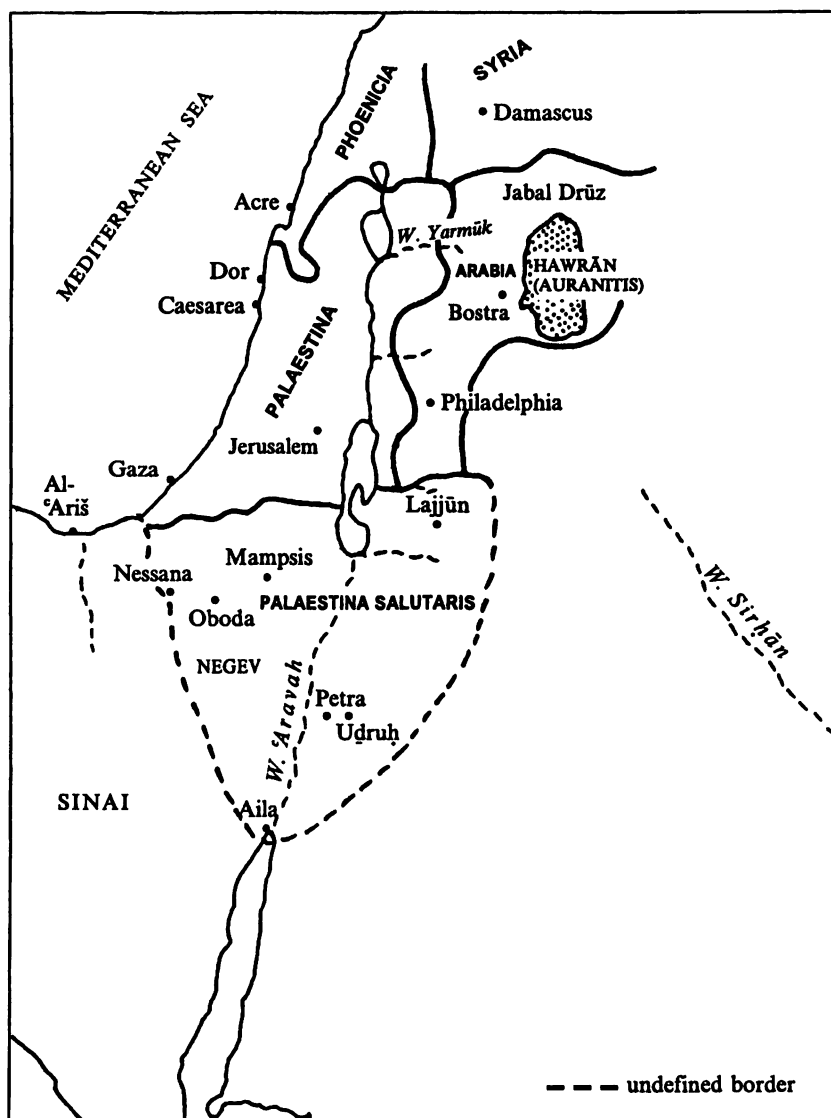 SYRIA
PHOENICIA
Damascus
MEDITERRANEAN SEA
Jabal Drūz
Acre
W. Yarmūk
ARABIA
HAWRĀN
(AURANITIS)
Dor
Caesarea
Bostra
PALAESTINA
Philadelphia
Jerusalem
Gaza
Al-
ʿAriš
Lajjūn
Mampsis
Nessana
PALAESTINA SALUTARIS
Oboda
W. Sirḥān
NEGEV
W. ʿAravah
Petra
Uḏruḥ
SINAI
Aila
undefined border